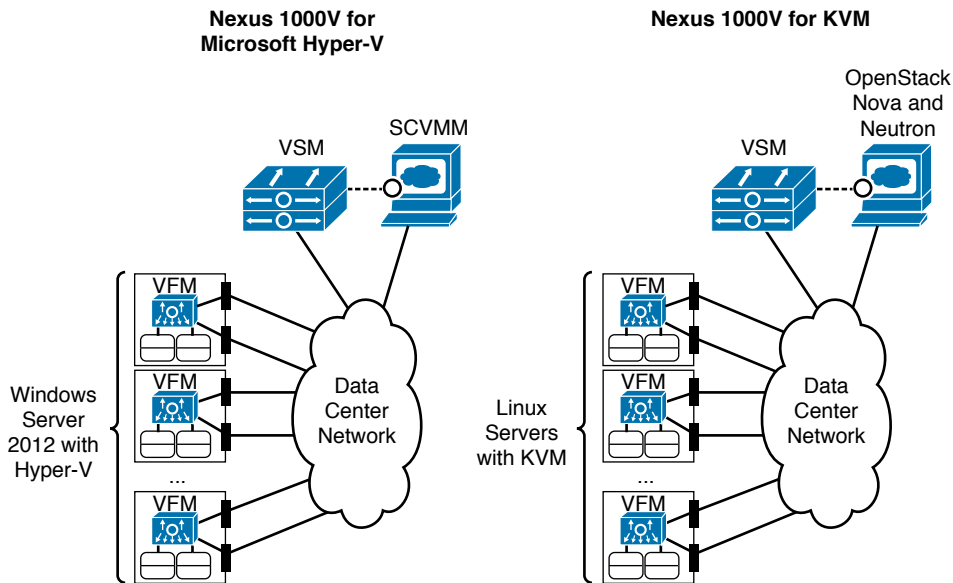 Nexus 1000V for
Microsoft Hyper-V
SCVMM
VSM
VFM
VFM
...
VFM
Windows
Server
2012 with
Hyper-V
Data
Center
Network
Nexus 1000V for KVM
OpenStack
Nova and
Neutron
VSM
VFM
VFM
...
VFM
Linux
Servers
with KVM
Data
Center
Network